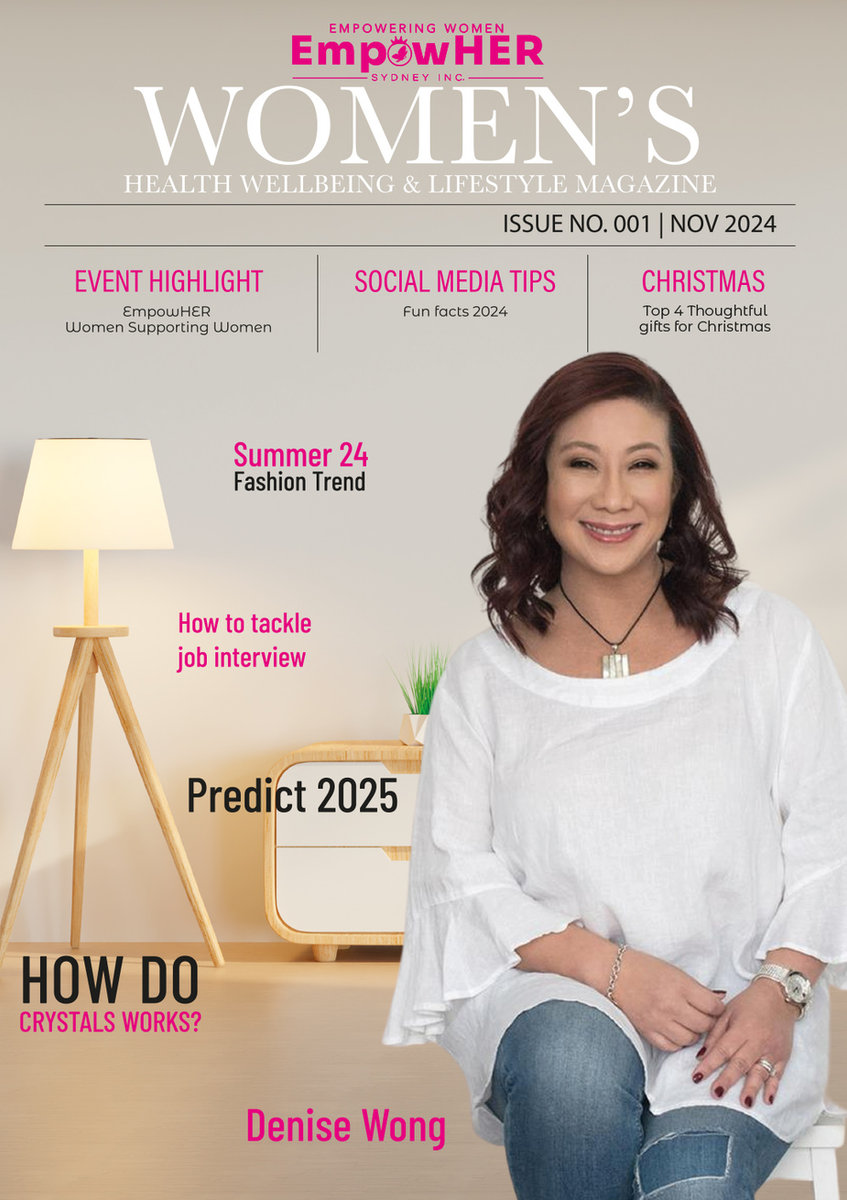 EMPOWERING WOMEN
EmpowHER
SYDNEY INC.
WOMEN'S
HEALTH WELLBEING & LIFESTYLE MAGAZINE
ISSUE NO. 001 | NOV 2024
EVENT HIGHLIGHT
EmpowHER
Women Supporting Women
SOCIAL MEDIA TIPS
Fun facts 2024
CHRISTMAS
Top 4 Thoughtful
gifts for Christmas
Summer 24
Fashion Trend
How to tackle
job interview
Predict 2025
HOW DO
CRYSTALS WORKS?
Denise Wong